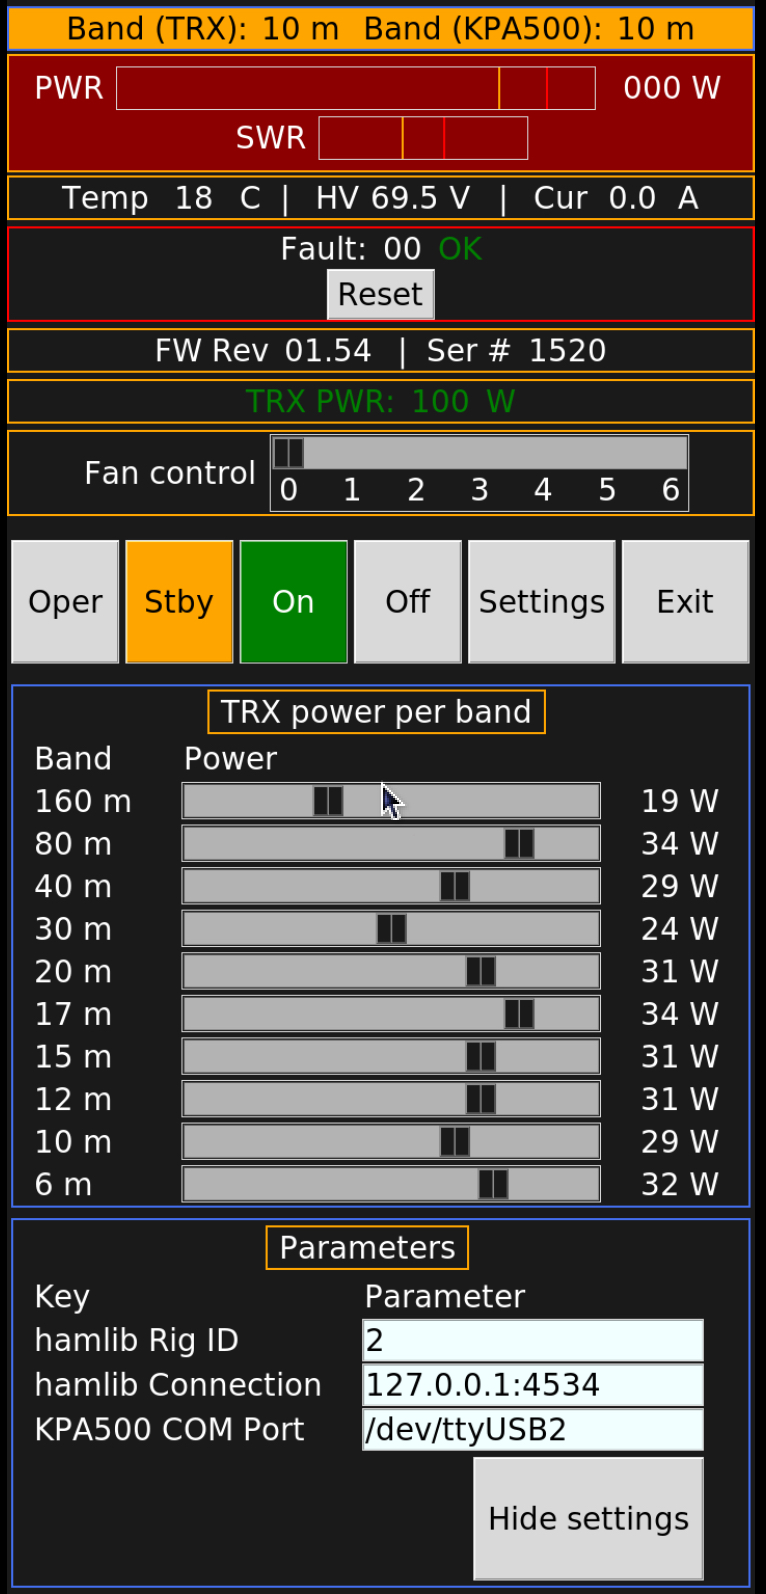 Band (TRX): 10 m Band (KPA500): 10 m
PWR 000 W
SWR
Temp 18 C | HV 69.5 V | Cur 0.0 A
Fault: 00 OK
Reset
FW Rev 01.54 | Ser # 1520
TRX PWR: 100 W
Fan control
0 1 2 3 4 5 6
Oper Stby On Off Settings Exit
TRX power per band
Band Power
160 m 19 W
80 m 34 W
40 m 29 W
30 m 24 W
20 m 31 W
17 m 34 W
15 m 31 W
12 m 31 W
10 m 29 W
6 m 32 W
Parameters
Key Parameter
hamlib Rig ID 2
hamlib Connection 127.0.0.1:4534
KPA500 COM Port /dev/ttyUSB2
Hide settings